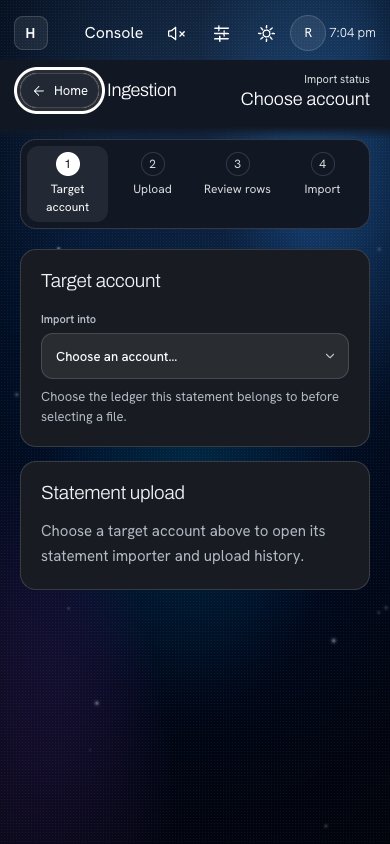 H
Console
R
7:04 pm
Home
Ingestion
Import status
Choose account
1
Target
account
2
Upload
3
Review rows
4
Import
Target account
Import into
Choose an account...
Choose the ledger this statement belongs to before
selecting a file.
Statement upload
Choose a target account above to open its
statement importer and upload history.